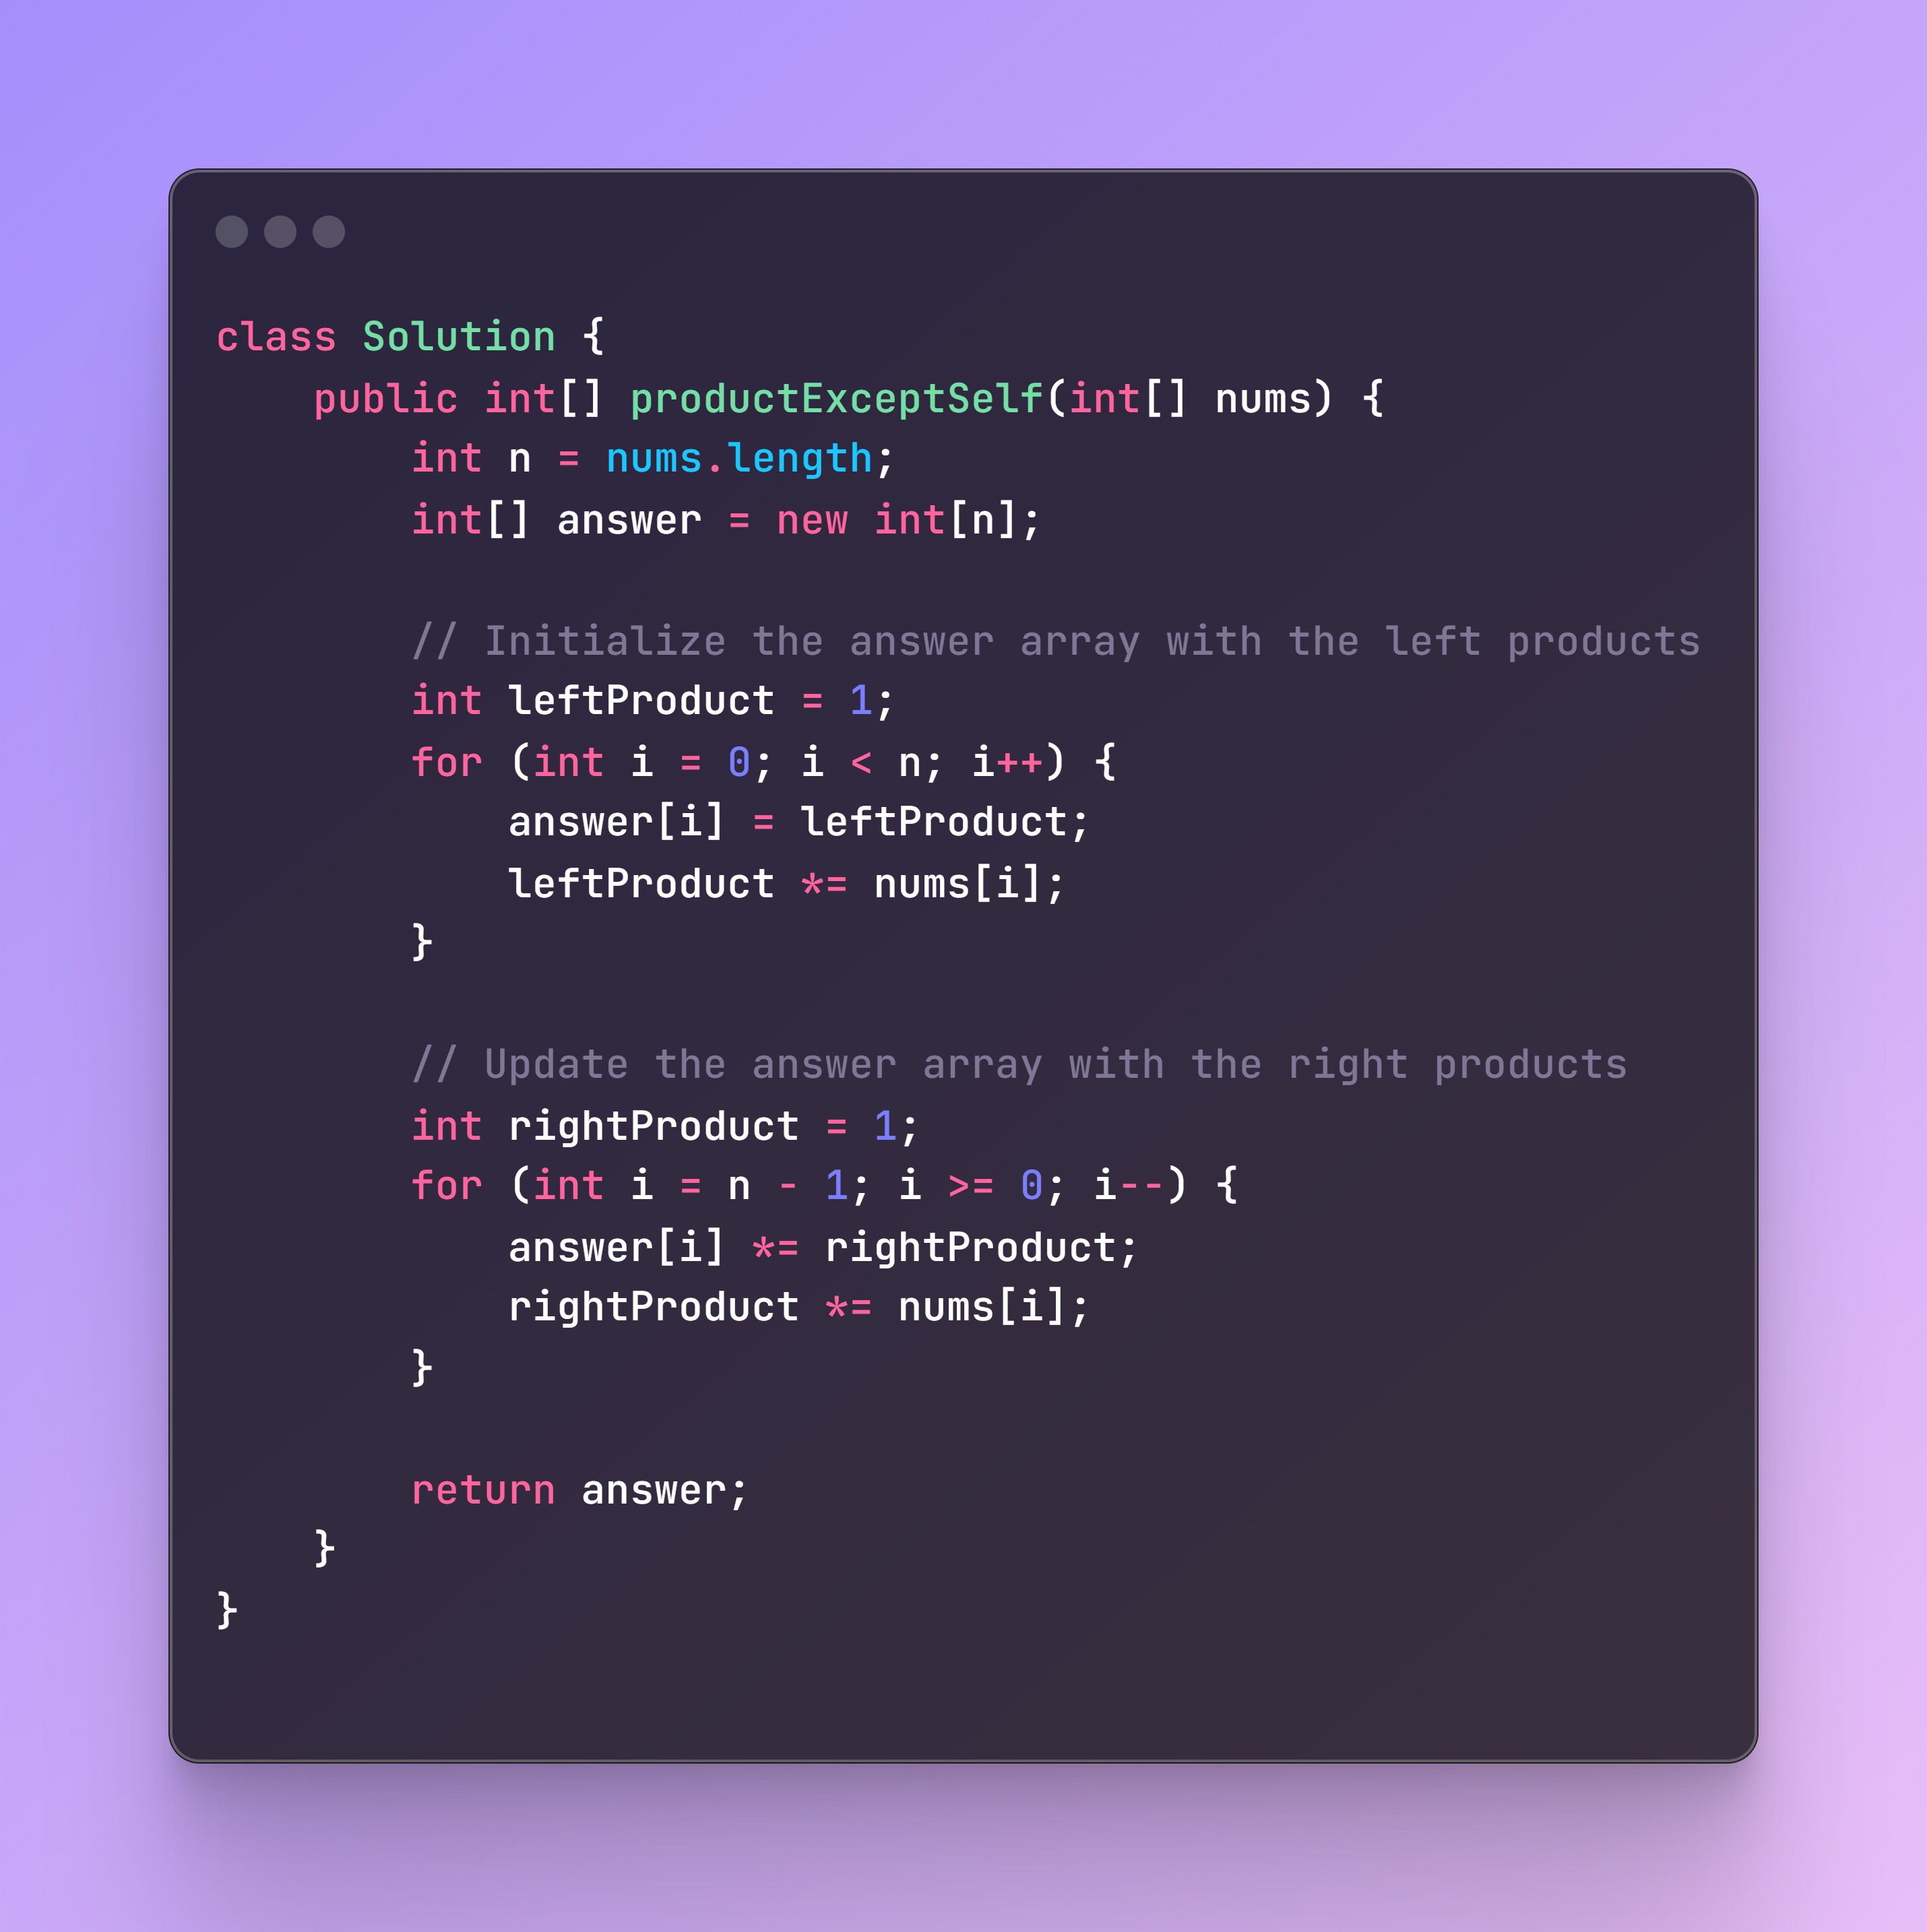 class Solution {
    public int[] productExceptSelf(int[] nums) {
        int n = nums.length;
        int[] answer = new int[n];

        // Initialize the answer array with the left products
        int leftProduct = 1;
        for (int i = 0; i < n; i++) {
            answer[i] = leftProduct;
            leftProduct *= nums[i];
        }

        // Update the answer array with the right products
        int rightProduct = 1;
        for (int i = n - 1; i >= 0; i--) {
            answer[i] *= rightProduct;
            rightProduct *= nums[i];
        }

        return answer;
    }
}